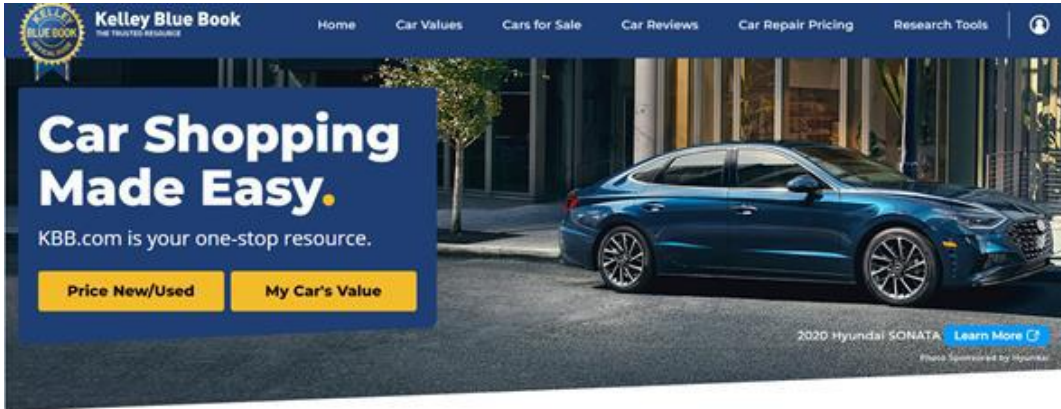 KELLEY
BLUE BOOK
Kelley Blue Book
THE TRUSTED RESOURCE
Home
Car Values
Cars for Sale
Car Reviews
Car Repair Pricing
Research Tools
Car Shopping
Made Easy.
KBB.com is your one-stop resource.
Price New/Used
My Car's Value
2020 Hyundai SONATA
Learn More
Photo Sponsored by Hyundai